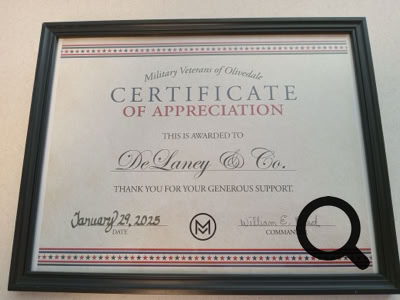 Military Veterans of Olivedale
CERTIFICATE
OF APPRECIATION
THIS IS AWARDED TO
DeLaney & Co.
THANK YOU FOR YOUR GENEROUS SUPPORT.
January 29, 2025
DATE
William E.